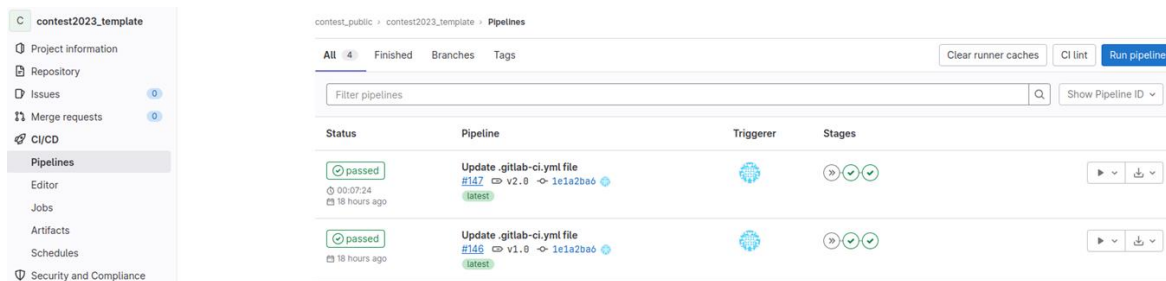 C contest2023_template
Project information
Repository
Issues 0
Merge requests 0
CI/CD
Pipelines
Editor
Jobs
Artifacts
Schedules
Security and Compliance
contest_public › contest2023_template › Pipelines
All 4 Finished Branches Tags
Clear runner caches CI lint Run pipeline
Filter pipelines
Show Pipeline ID
Status Pipeline Triggerer Stages
passed
00:07:24
18 hours ago
Update .gitlab-ci.yml file
#147 v2.0 1e1a2ba6
latest
passed
18 hours ago
Update .gitlab-ci.yml file
#146 v1.0 1e1a2ba6
latest